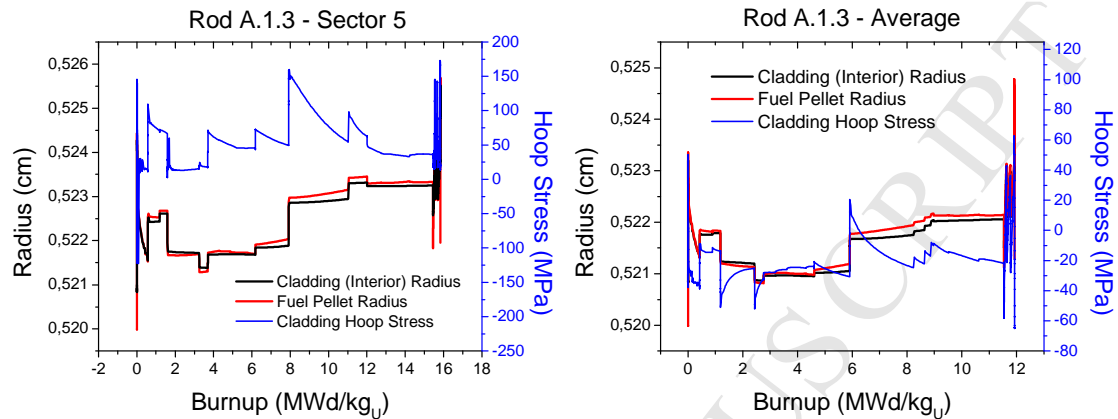 Rod A.1.3 - Sector 5
0,526
0,525
0,524
0,523
0,522
0,521
0,520
Radius (cm)
200
150
100
50
0
-50
-100
-150
-200
-250
Hoop Stress (MPa)
Cladding (Interior) Radius
Fuel Pellet Radius
Cladding Hoop Stress
-2 0 2 4 6 8 10 12 14 16 18
Burnup (MWd/kgU)
Rod A.1.3 - Average
0,525
0,524
0,523
0,522
0,521
0,520
Radius (cm)
120
100
80
60
40
20
0
-20
-40
-60
-80
Hoop Stress (MPa)
Cladding (Interior) Radius
Fuel Pellet Radius
Cladding Hoop Stress
0 2 4 6 8 10 12
Burnup (MWd/kgU)
USCRIPT